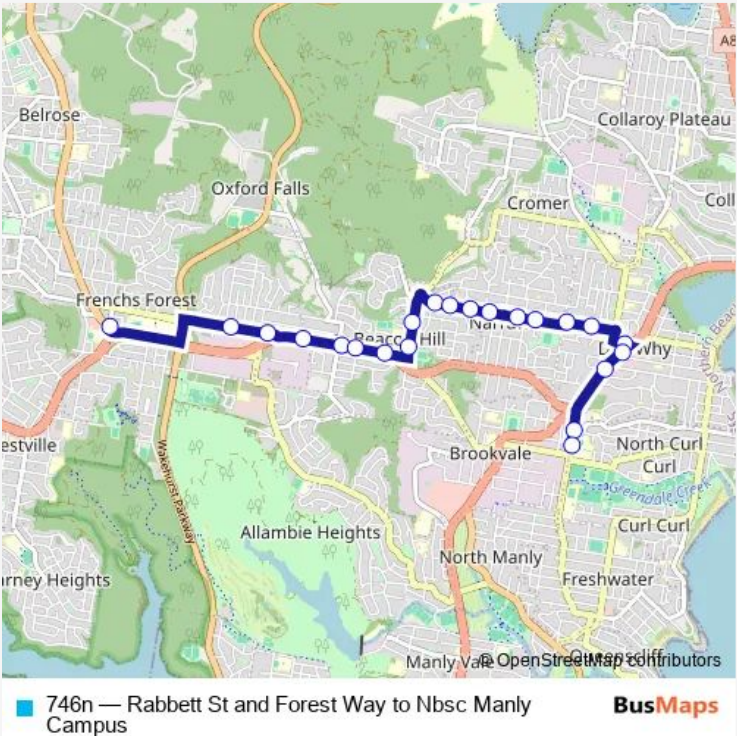 A8
Belrose
Collaroy Plateau
Oxford Falls
Coll
Cromer
Frenchs Forest
Beacon Hill
Narra
Dee Why
Northern Beac
estville
Wakehurst Parkway
Brookvale
North Curl
Curl
Greendale Creek
Allambie Heights
Curl Curl
North Manly
arney Heights
Freshwater
Manly Vale
Queenscliff
© OpenStreetMap contributors
746n — Rabbett St and Forest Way to Nbsc Manly
Campus
BusMaps